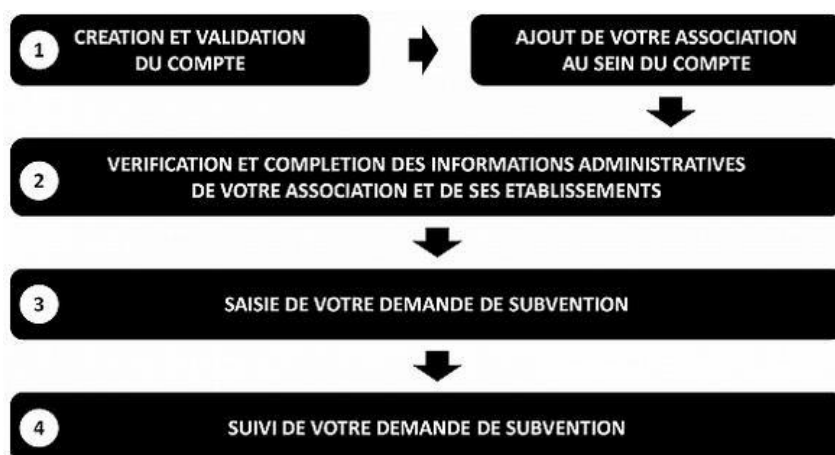 1
CREATION ET VALIDATION
DU COMPTE
AJOUT DE VOTRE ASSOCIATION
AU SEIN DU COMPTE
2
VERIFICATION ET COMPLETION DES INFORMATIONS ADMINISTRATIVES
DE VOTRE ASSOCIATION ET DE SES ETABLISSEMENTS
3
SAISIE DE VOTRE DEMANDE DE SUBVENTION
4
SUIVI DE VOTRE DEMANDE DE SUBVENTION